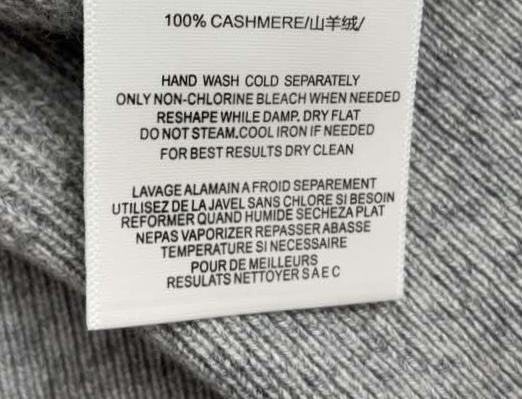 100% CASHMERE/山羊绒/
HAND WASH COLD SEPARATELY
ONLY NON-CHLORINE BLEACH WHEN NEEDED
RESHAPE WHILE DAMP. DRY FLAT
DO NOT STEAM.COOL IRON IF NEEDED
FOR BEST RESULTS DRY CLEAN
LAVAGE ALAMAIN A FROID SEPAREMENT
UTILISEZ DE LA JAVEL SANS CHLORE SI BESOIN
REFORMER QUAND HUMIDE SECHEZA PLAT
NEPAS VAPORIZER REPASSER ABASSE
TEMPERATURE SI NECESSAIRE
POUR DE MEILLEURS
RESULATS NETTOYER S A E C